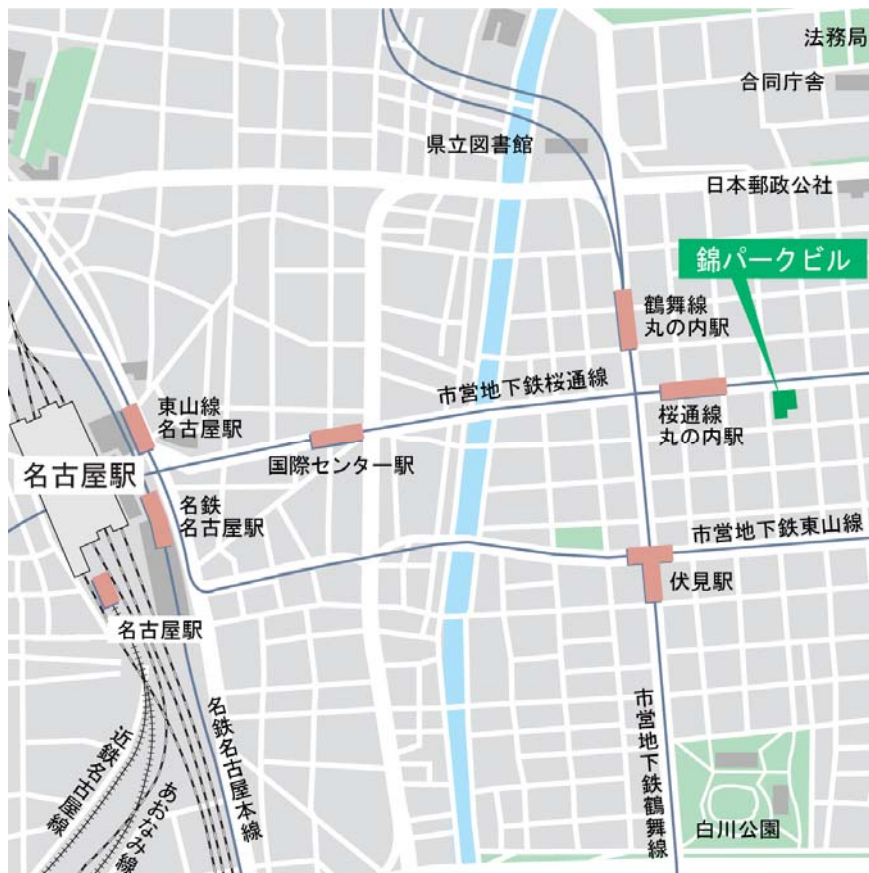 法務局
合同庁舎
県立図書館
日本郵政公社
錦パークビル
鶴舞線
丸の内駅
市営地下鉄桜通線
桜通線
丸の内駅
東山線
名古屋駅
国際センター駅
名古屋駅
名鉄
名古屋駅
市営地下鉄東山線
伏見駅
名古屋駅
市営地下鉄鶴舞線
名鉄名古屋本線
近鉄名古屋線
あおなみ線
白川公園